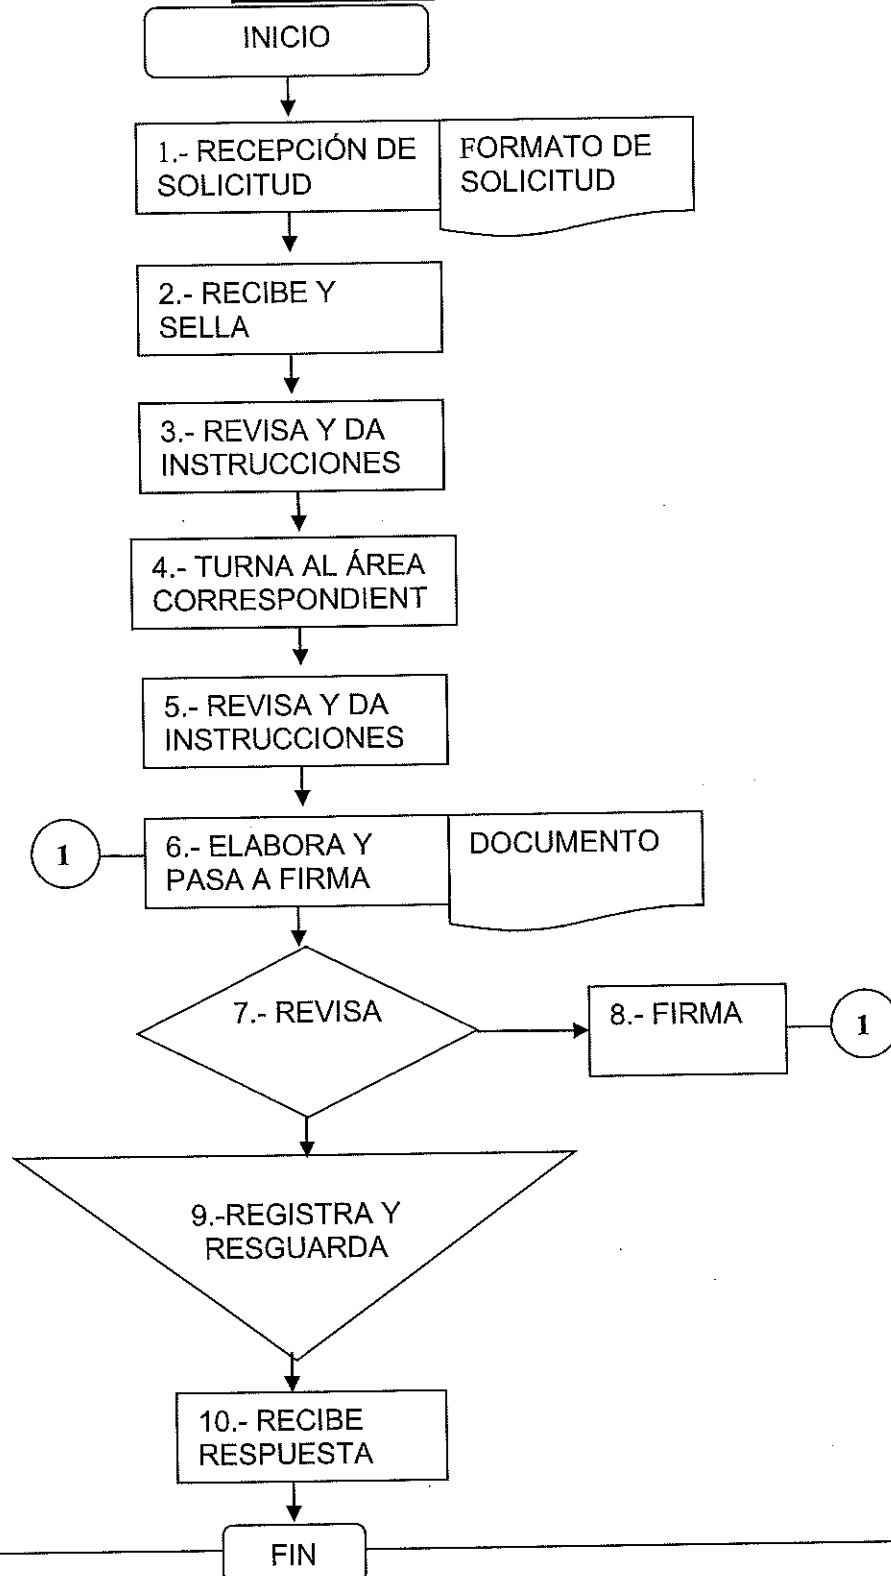 INICIO
1.- RECEPCIÓN DE
SOLICITUD
FORMATO DE
SOLICITUD
2.- RECIBE Y
SELLA
3.- REVISA Y DA
INSTRUCCIONES
4.- TURNA AL ÁREA
CORRESPONDIENT
5.- REVISA Y DA
INSTRUCCIONES
1
6.- ELABORA Y
PASA A FIRMA
DOCUMENTO
7.- REVISA
8.- FIRMA
1
9.-REGISTRA Y
RESGUARDA
10.- RECIBE
RESPUESTA
FIN